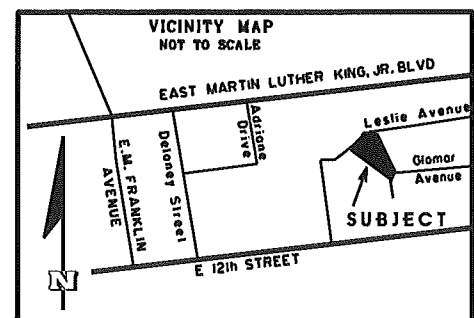 VICINITY MAP
NOT TO SCALE
EAST MARTIN LUTHER KING, JR. BLVD
Leslie Avenue
Adriane
Drive
Delaney Street
E.M. FRANKLIN
AVENUE
Glomar
Avenue
SUBJECT
E 12th STREET
N